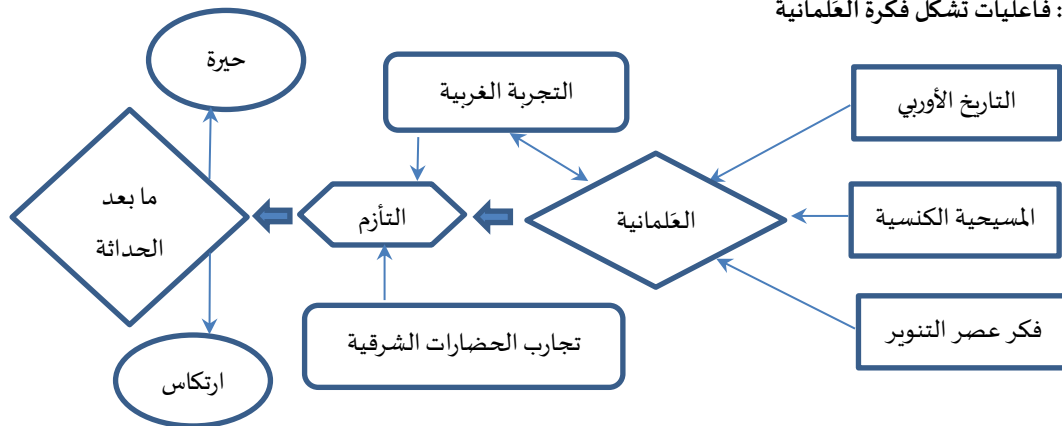 : فاعليات تشكل فكرة العَلمانية
التاريخ الأوربي
المسيحية الكنسية
فكر عصر التنوير
التجربة الغربية
العَلمانية
التأزم
تجارب الحضارات الشرقية
حيرة
ما بعد
الحداثة
ارتكاس